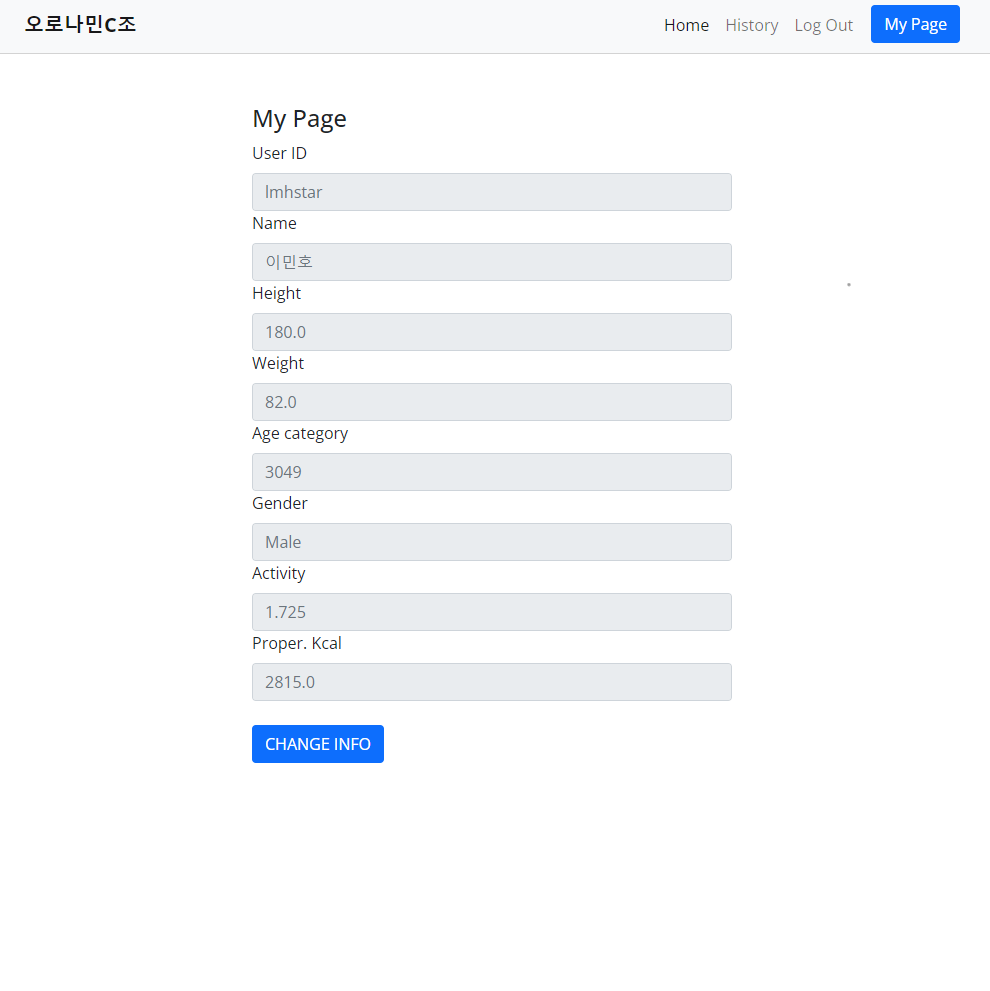 오로나민C조
Home History Log Out My Page
My Page
User ID
lmhstar
Name
이민호
Height
180.0
Weight
82.0
Age category
3049
Gender
Male
Activity
1.725
Proper. Kcal
2815.0
CHANGE INFO